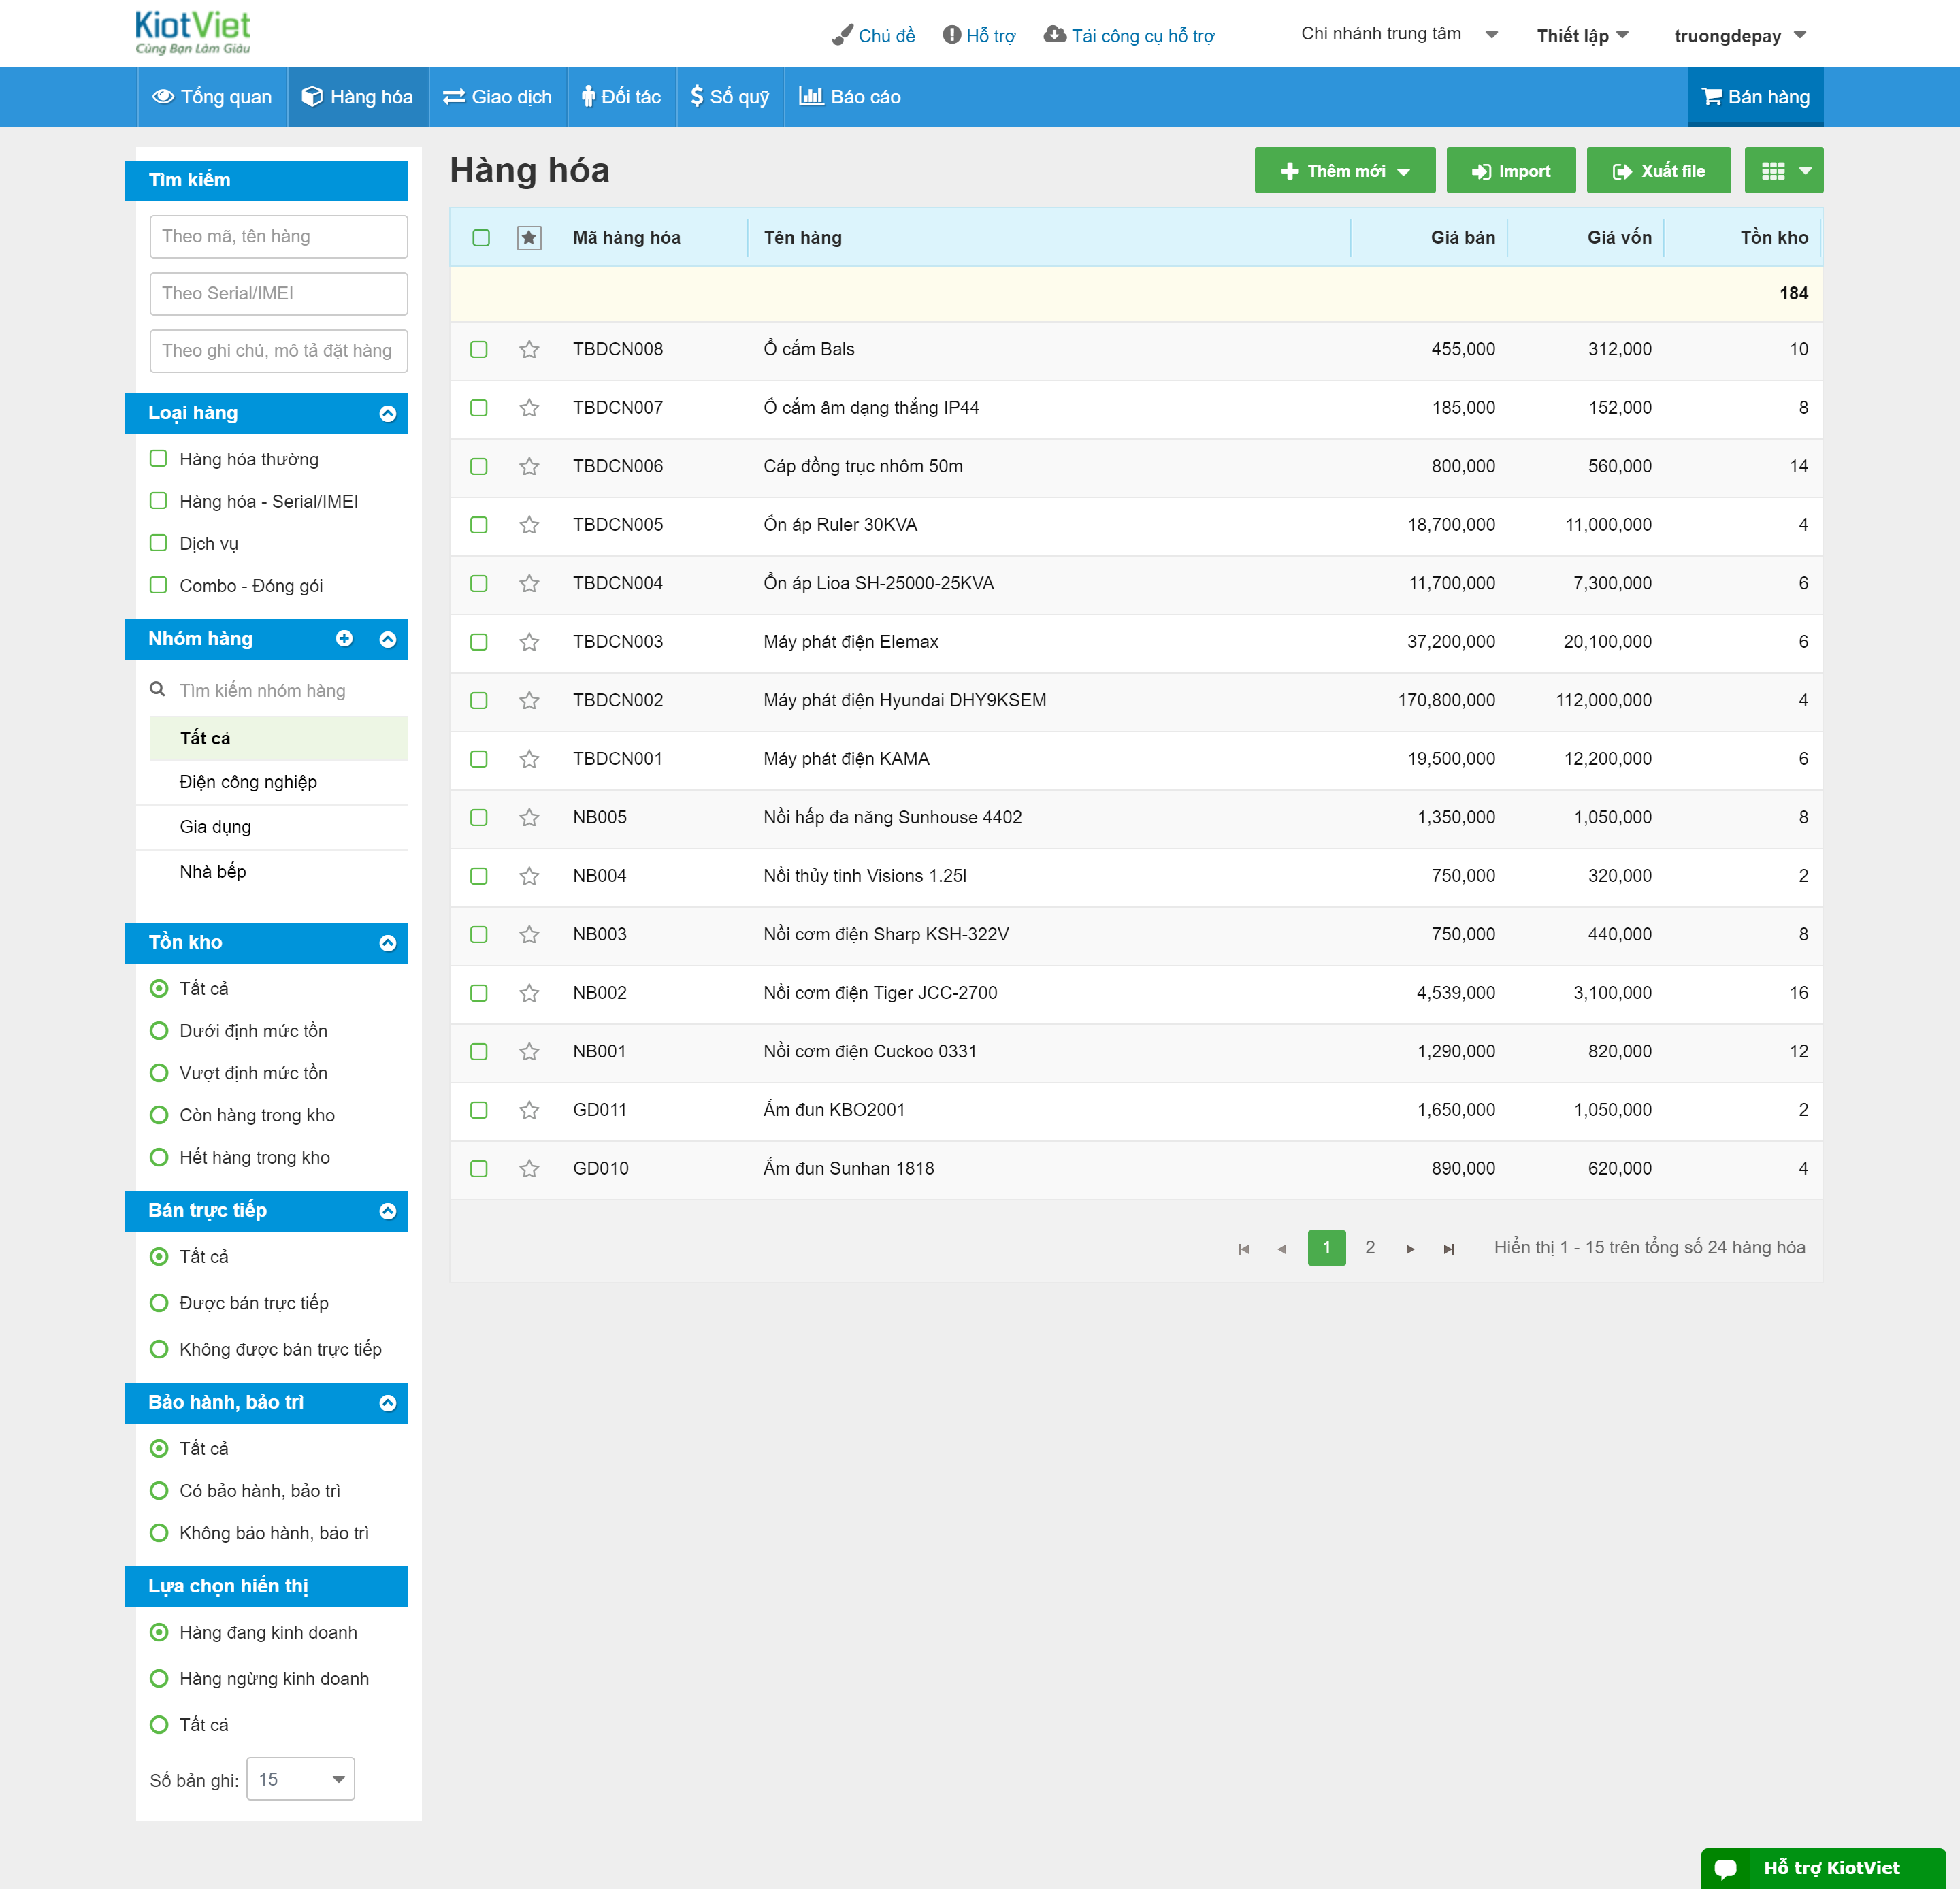 KiotViet
Cùng Bạn Làm Giàu
Chủ đề Hỗ trợ Tải công cụ hỗ trợ Chi nhánh trung tâm Thiết lập truongdepay
Tổng quan Hàng hóa Giao dịch Đối tác Sổ quỹ Báo cáo Bán hàng
Tìm kiếm
Theo mã, tên hàng
Theo Serial/IMEI
Theo ghi chú, mô tả đặt hàng
Loại hàng
Hàng hóa thường
Hàng hóa - Serial/IMEI
Dịch vụ
Combo - Đóng gói
Nhóm hàng
Tìm kiếm nhóm hàng
Tất cả
Điện công nghiệp
Gia dụng
Nhà bếp
Tồn kho
Tất cả
Dưới định mức tồn
Vượt định mức tồn
Còn hàng trong kho
Hết hàng trong kho
Bán trực tiếp
Tất cả
Được bán trực tiếp
Không được bán trực tiếp
Bảo hành, bảo trì
Tất cả
Có bảo hành, bảo trì
Không bảo hành, bảo trì
Lựa chọn hiển thị
Hàng đang kinh doanh
Hàng ngừng kinh doanh
Tất cả
Số bản ghi: 15
Hàng hóa
Thêm mới Import Xuất file
Mã hàng hóa Tên hàng Giá bán Giá vốn Tồn kho
184
TBDCN008 Ổ cắm Bals 455,000 312,000 10
TBDCN007 Ổ cắm âm dạng thẳng IP44 185,000 152,000 8
TBDCN006 Cáp đồng trục nhôm 50m 800,000 560,000 14
TBDCN005 Ổn áp Ruler 30KVA 18,700,000 11,000,000 4
TBDCN004 Ổn áp Lioa SH-25000-25KVA 11,700,000 7,300,000 6
TBDCN003 Máy phát điện Elemax 37,200,000 20,100,000 6
TBDCN002 Máy phát điện Hyundai DHY9KSEM 170,800,000 112,000,000 4
TBDCN001 Máy phát điện KAMA 19,500,000 12,200,000 6
NB005 Nồi hấp đa năng Sunhouse 4402 1,350,000 1,050,000 8
NB004 Nồi thủy tinh Visions 1.25l 750,000 320,000 2
NB003 Nồi cơm điện Sharp KSH-322V 750,000 440,000 8
NB002 Nồi cơm điện Tiger JCC-2700 4,539,000 3,100,000 16
NB001 Nồi cơm điện Cuckoo 0331 1,290,000 820,000 12
GD011 Ấm đun KBO2001 1,650,000 1,050,000 2
GD010 Ấm đun Sunhan 1818 890,000 620,000 4
1 2 Hiển thị 1 - 15 trên tổng số 24 hàng hóa
Hỗ trợ KiotViet